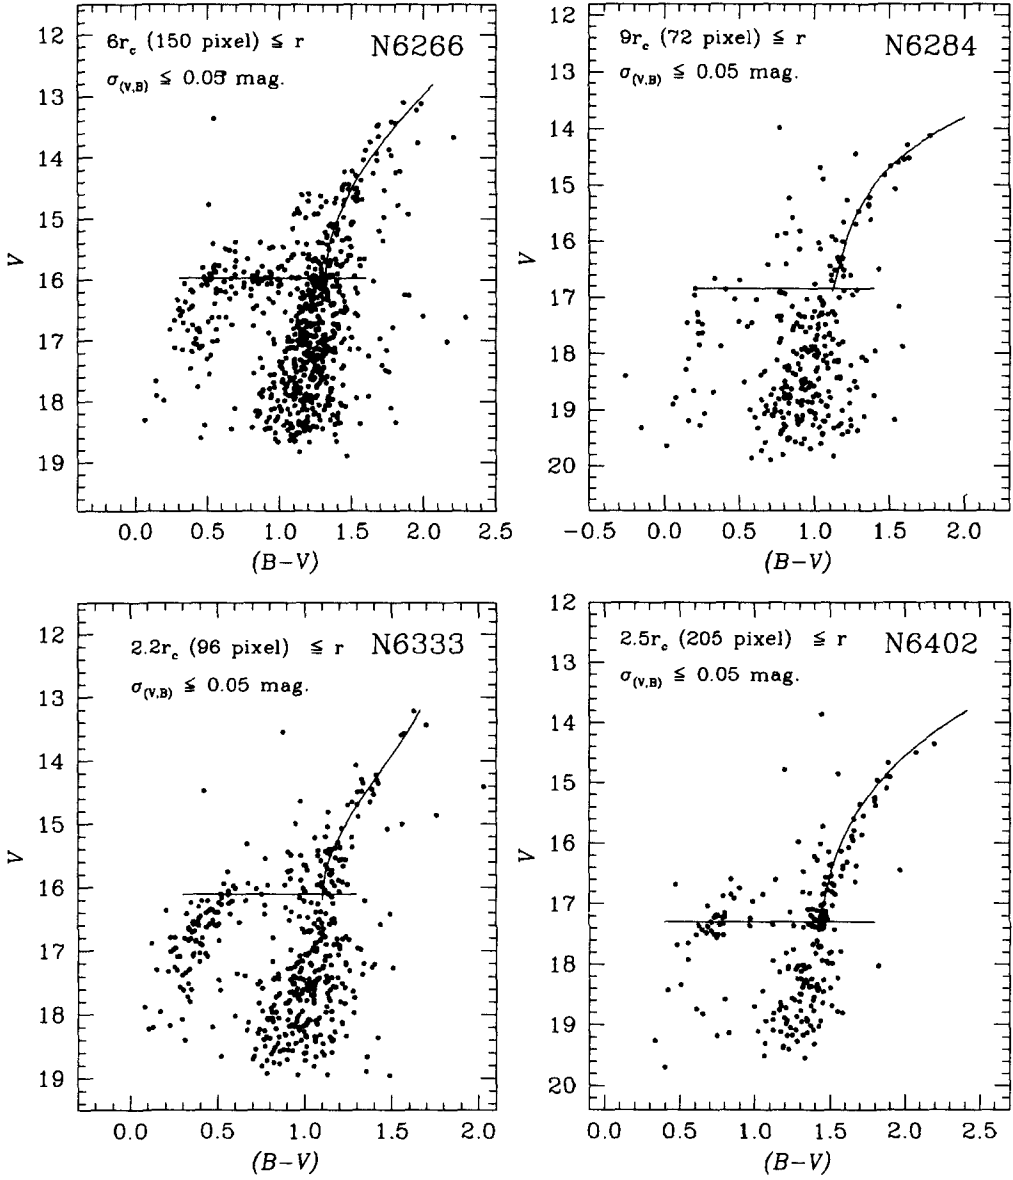 6r_c (150 pixel) ≦ r
N6266
σ_(V,B) ≦ 0.05 mag.
12
13
14
15
16
17
18
19
V
0.0 0.5 1.0 1.5 2.0 2.5
(B−V)
9r_c (72 pixel) ≦ r
N6284
σ_(V,B) ≦ 0.05 mag.
12
13
14
15
16
17
18
19
20
V
−0.5 0.0 0.5 1.0 1.5 2.0
(B−V)
2.2r_c (96 pixel) ≦ r
N6333
σ_(V,B) ≦ 0.05 mag.
12
13
14
15
16
17
18
19
V
0.0 0.5 1.0 1.5 2.0
(B−V)
2.5r_c (205 pixel) ≦ r
N6402
σ_(V,B) ≦ 0.05 mag.
12
13
14
15
16
17
18
19
20
V
0.0 0.5 1.0 1.5 2.0 2.5
(B−V)